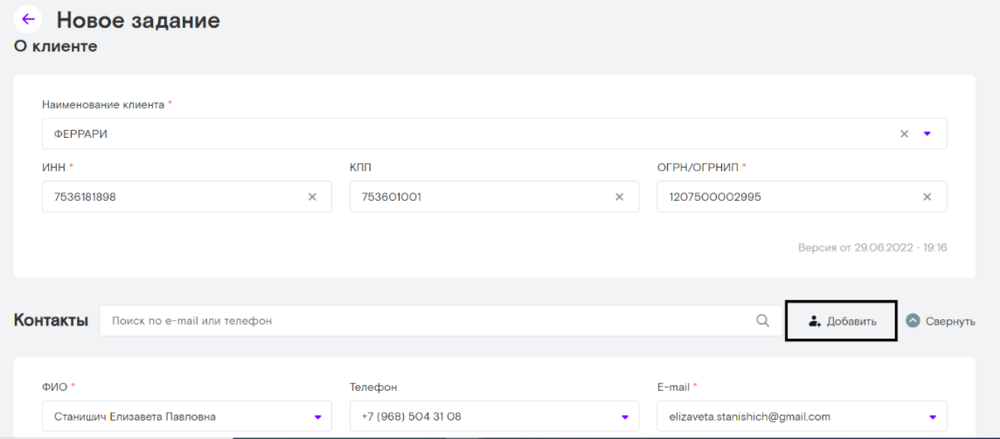 Новое задание
О клиенте
Наименование клиента *
ФЕРРАРИ
ИНН * КПП ОГРН/ОГРНИП *
7536181898 753601001 1207500002995
Версия от 29.06.2022 - 19:16
Контакты Поиск по e-mail или телефон Добавить Свернуть
ФИО * Телефон E-mail *
Станишич Елизавета Павловна +7 (968) 504 31 08 elizaveta.stanishich@gmail.com